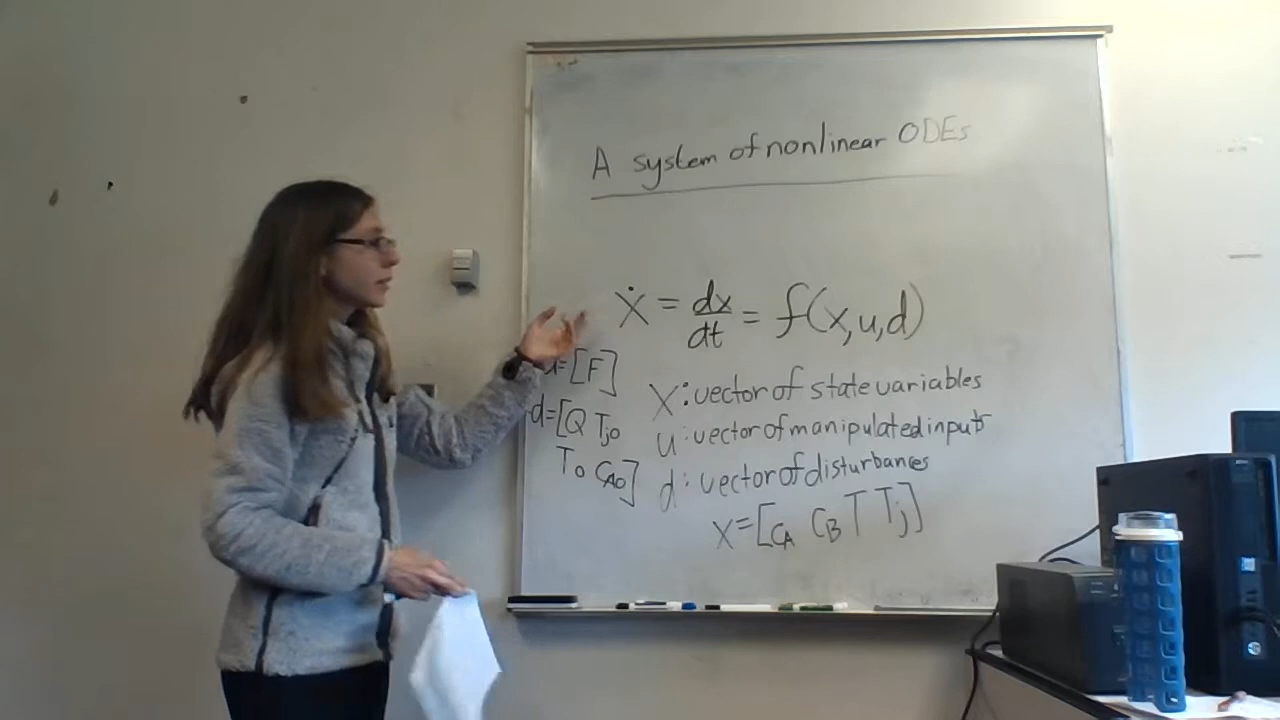 A system of nonlinear ODEs
ẋ = dx/dt = f(x,u,d)
x: vector of state variables
u: vector of manipulated inputs
d: vector of disturbances
x=[CA CB T Tj]
u=[F]
d=[Q Tjo
To CAo]
hp